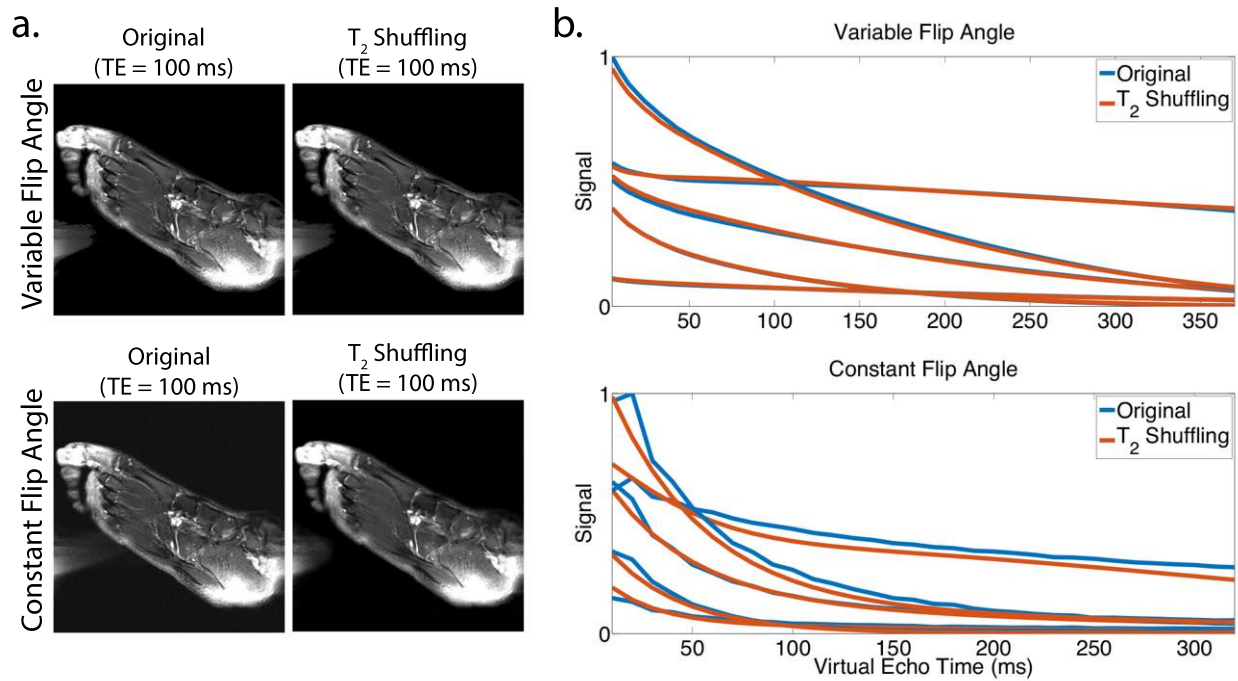 a.
Original
(TE = 100 ms)
T2 Shuffling
(TE = 100 ms)
Variable Flip Angle
Original
(TE = 100 ms)
T2 Shuffling
(TE = 100 ms)
Constant Flip Angle
b.
Variable Flip Angle
1
Signal
0
Original
T2 Shuffling
50 100 150 200 250 300 350
Constant Flip Angle
1
Signal
0
Original
T2 Shuffling
50 100 150 200 250 300
Virtual Echo Time (ms)